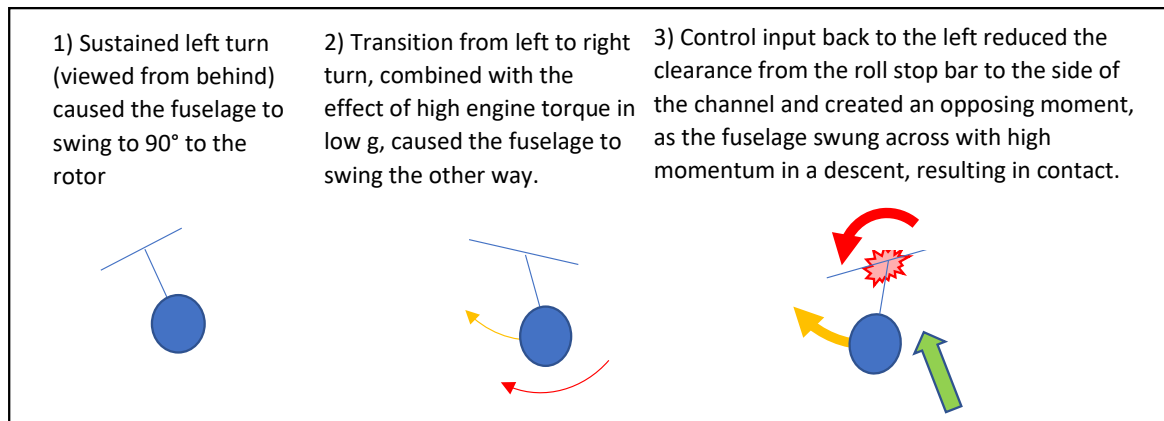 1) Sustained left turn
(viewed from behind)
caused the fuselage to
swing to 90° to the
rotor
2) Transition from left to right
turn, combined with the
effect of high engine torque in
low g, caused the fuselage to
swing the other way.
3) Control input back to the left reduced the
clearance from the roll stop bar to the side of
the channel and created an opposing moment,
as the fuselage swung across with high
momentum in a descent, resulting in contact.